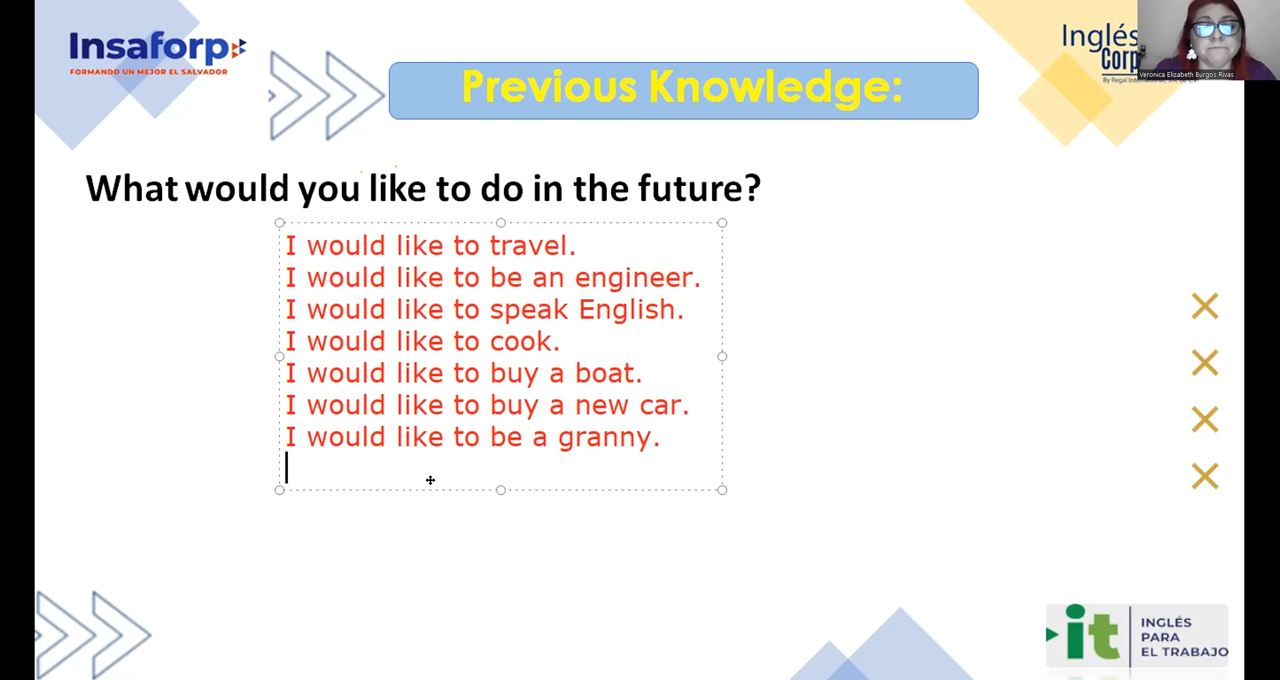 Insaforp
FORMANDO UN MEJOR EL SALVADOR
Previous Knowledge:
Inglés
Corp
Veronica Elizabeth Burgos Rivas
What would you like to do in the future?
I would like to travel.
I would like to be an engineer.
I would like to speak English.
I would like to cook.
I would like to buy a boat.
I would like to buy a new car.
I would like to be a granny.
it
INGLÉS
PARA
EL TRABAJO